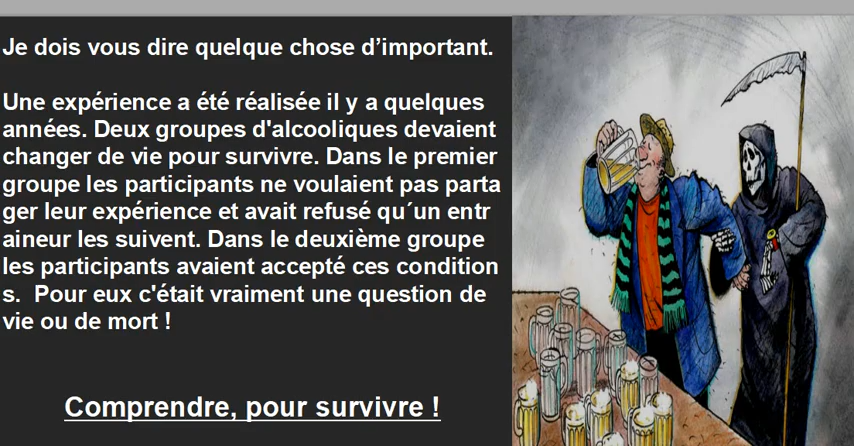 Je dois vous dire quelque chose d’important.
Une expérience a été réalisée il y a quelques
années. Deux groupes d'alcooliques devaient
changer de vie pour survivre. Dans le premier
groupe les participants ne voulaient pas parta
ger leur expérience et avait refusé qu´un entr
aineur les suivent. Dans le deuxième groupe
les participants avaient accepté ces condition
s.  Pour eux c'était vraiment une question de
vie ou de mort !
Comprendre, pour survivre !